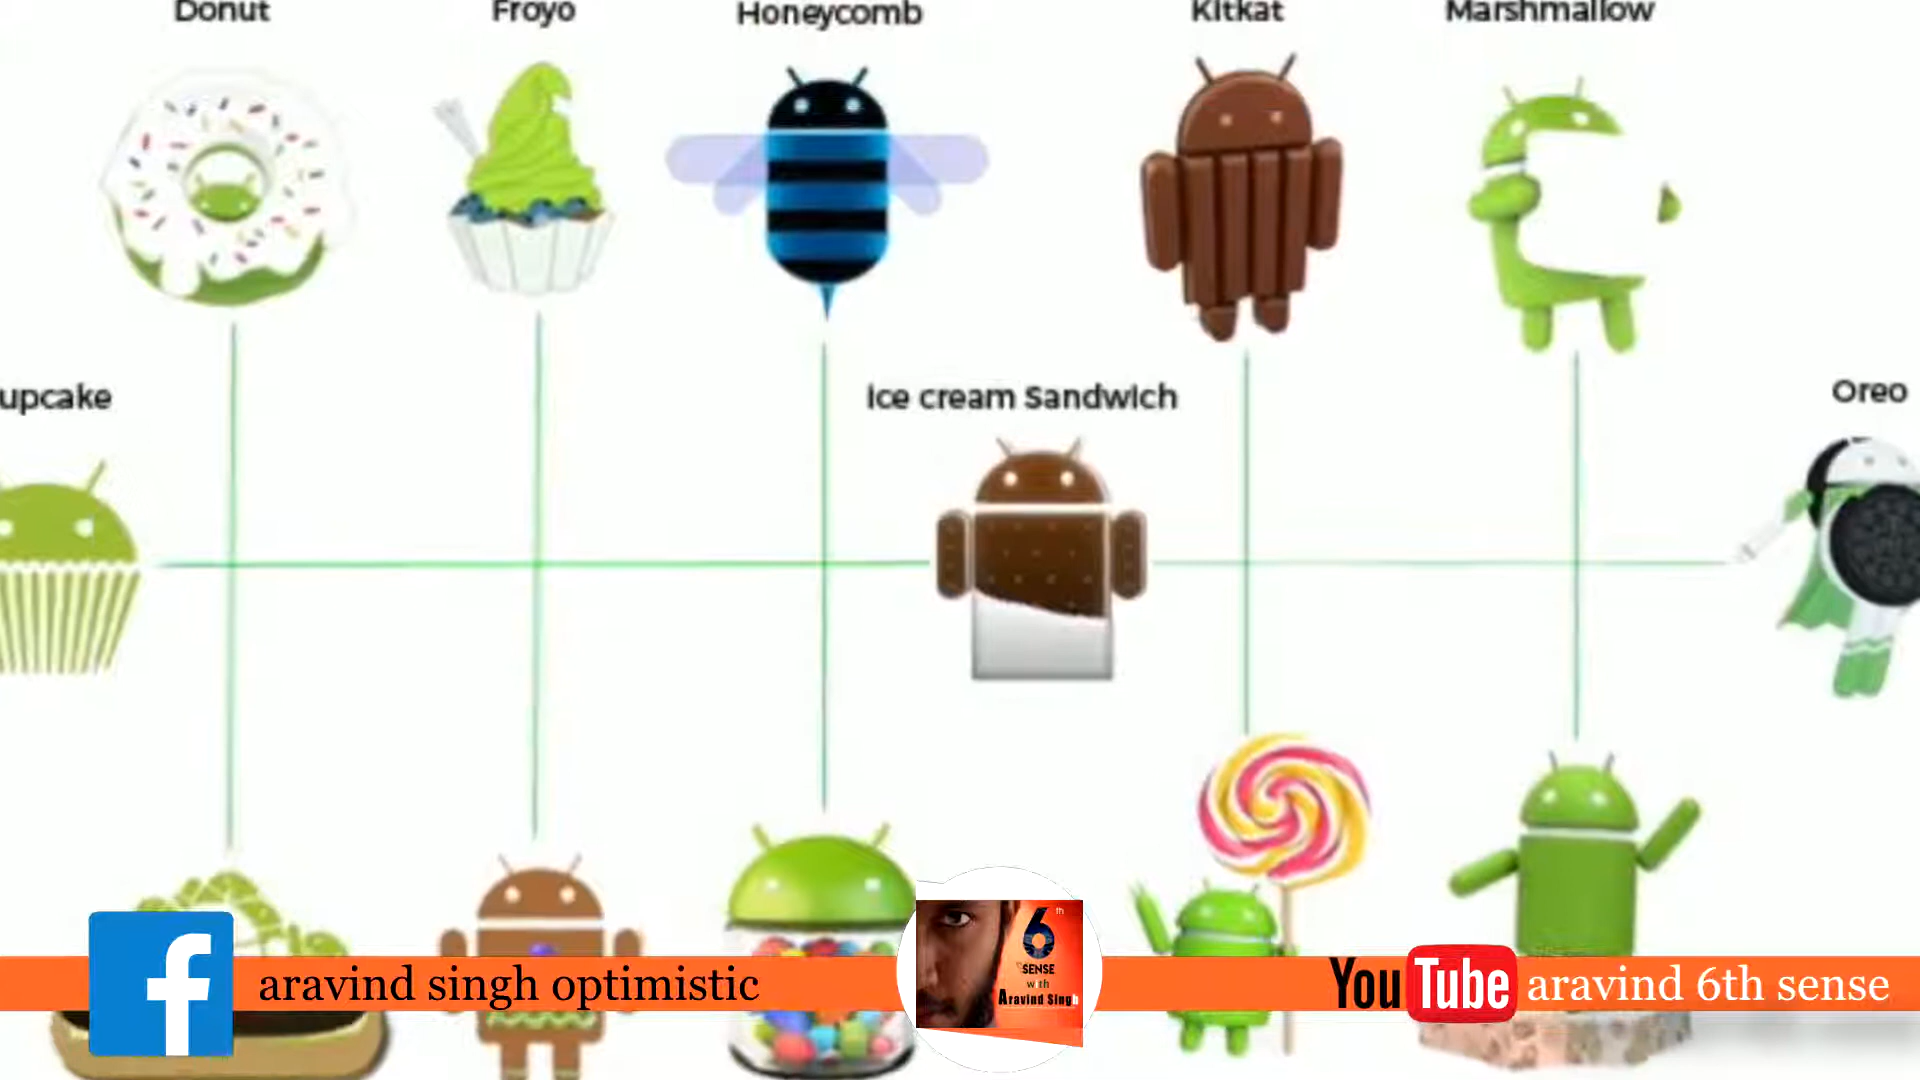 Donut
Froyo
Honeycomb
Kitkat
Marshmallow
upcake
Ice cream Sandwich
Oreo
f
aravind singh optimistic
6th
SENSE
with
Aravind Singh
YouTube
aravind 6th sense